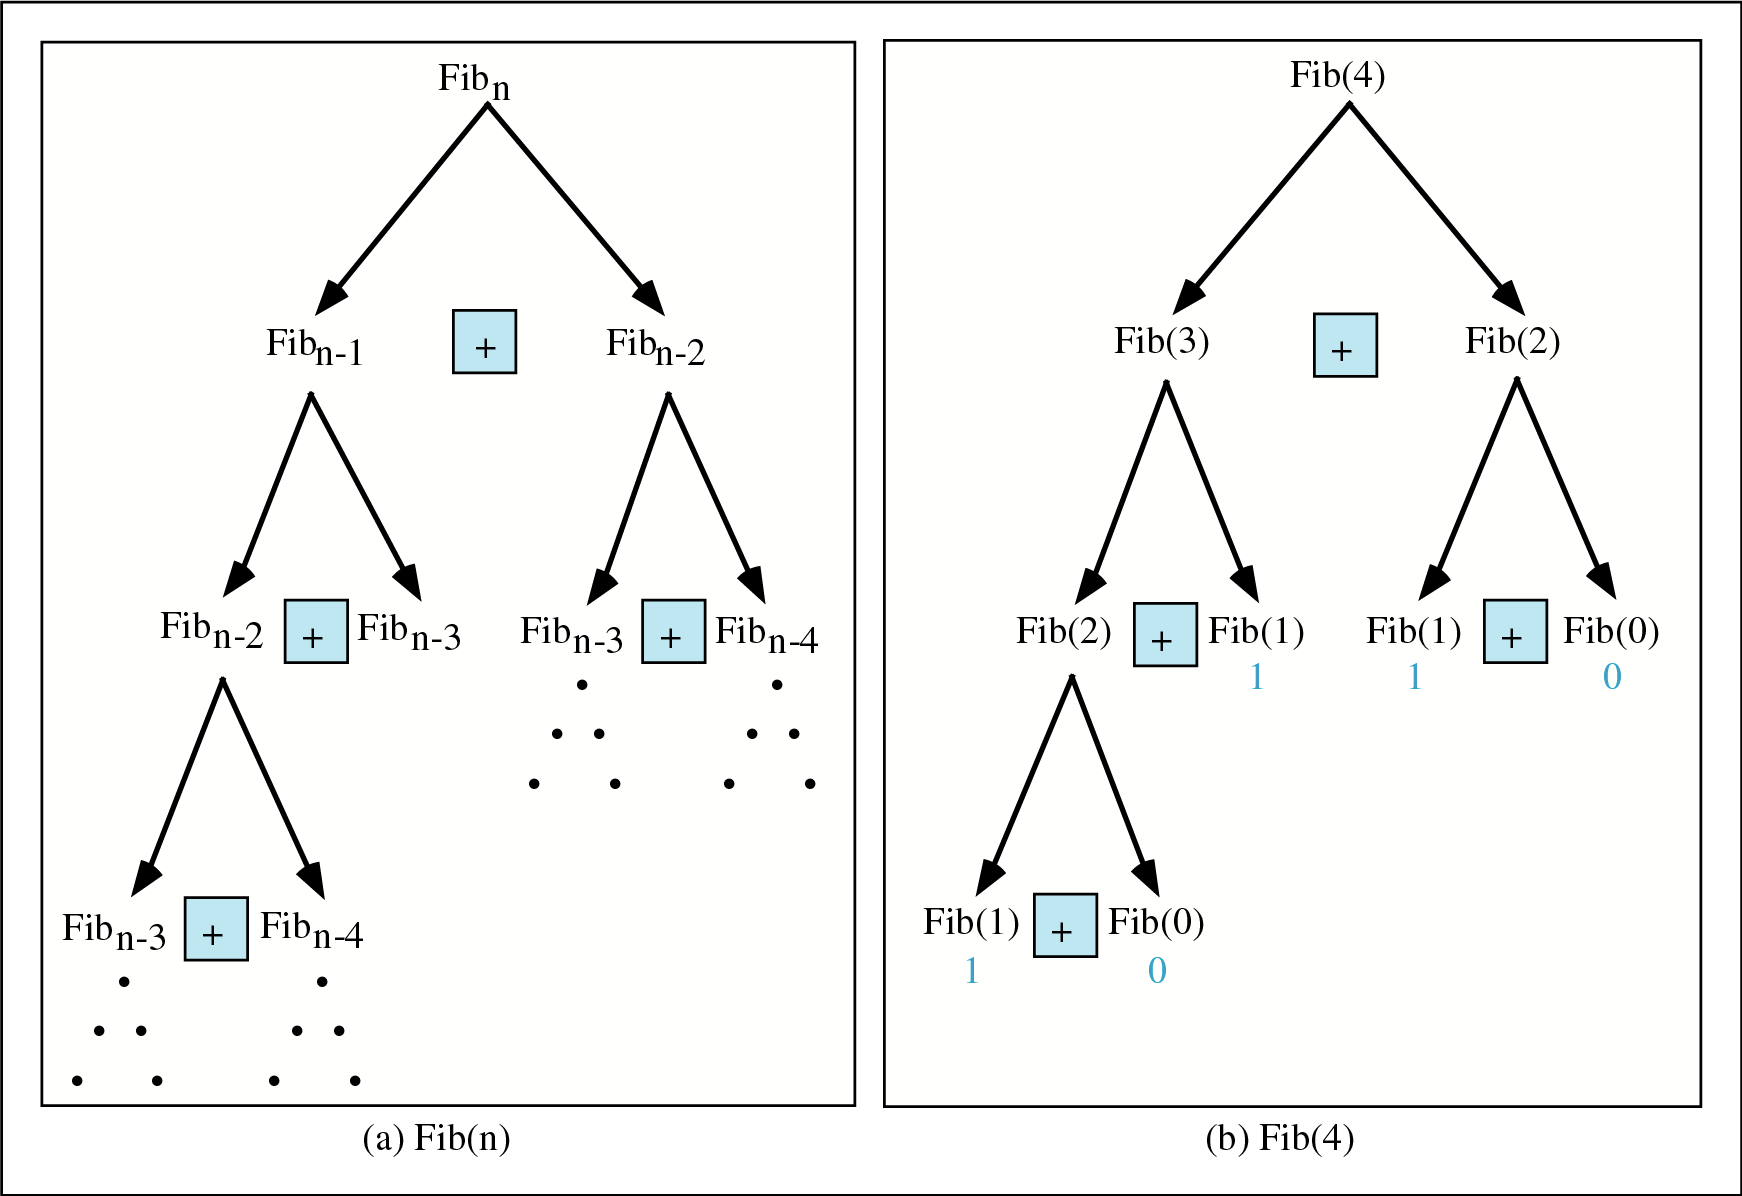 Fibn
Fibn-1 + Fibn-2
Fibn-2 + Fibn-3 Fibn-3 + Fibn-4
Fibn-3 + Fibn-4
(a) Fib(n)
Fib(4)
Fib(3) + Fib(2)
Fib(2) + Fib(1) Fib(1) + Fib(0)
1 1 0
Fib(1) + Fib(0)
1 0
(b) Fib(4)